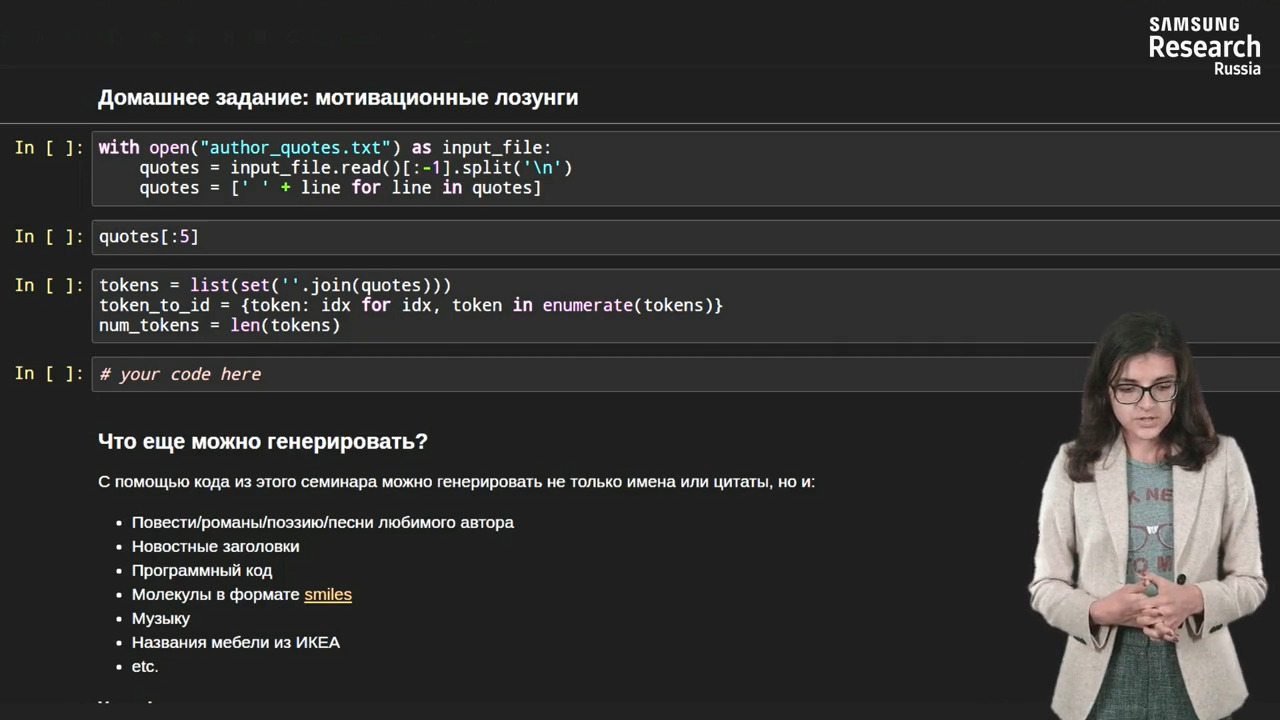 SAMSUNG
Research
Russia
Домашнее задание: мотивационные лозунги
In [ ]: with open("author_quotes.txt") as input_file:
quotes = input_file.read()[:-1].split('\n')
quotes = [' ' + line for line in quotes]
In [ ]: quotes[:5]
In [ ]: tokens = list(set(''.join(quotes)))
token_to_id = {token: idx for idx, token in enumerate(tokens)}
num_tokens = len(tokens)
In [ ]: # your code here
Что еще можно генерировать?
С помощью кода из этого семинара можно генерировать не только имена или цитаты, но и:
• Повести/романы/поэзию/песни любимого автора
• Новостные заголовки
• Программный код
• Молекулы в формате smiles
• Музыку
• Названия мебели из ИКЕА
• etc.